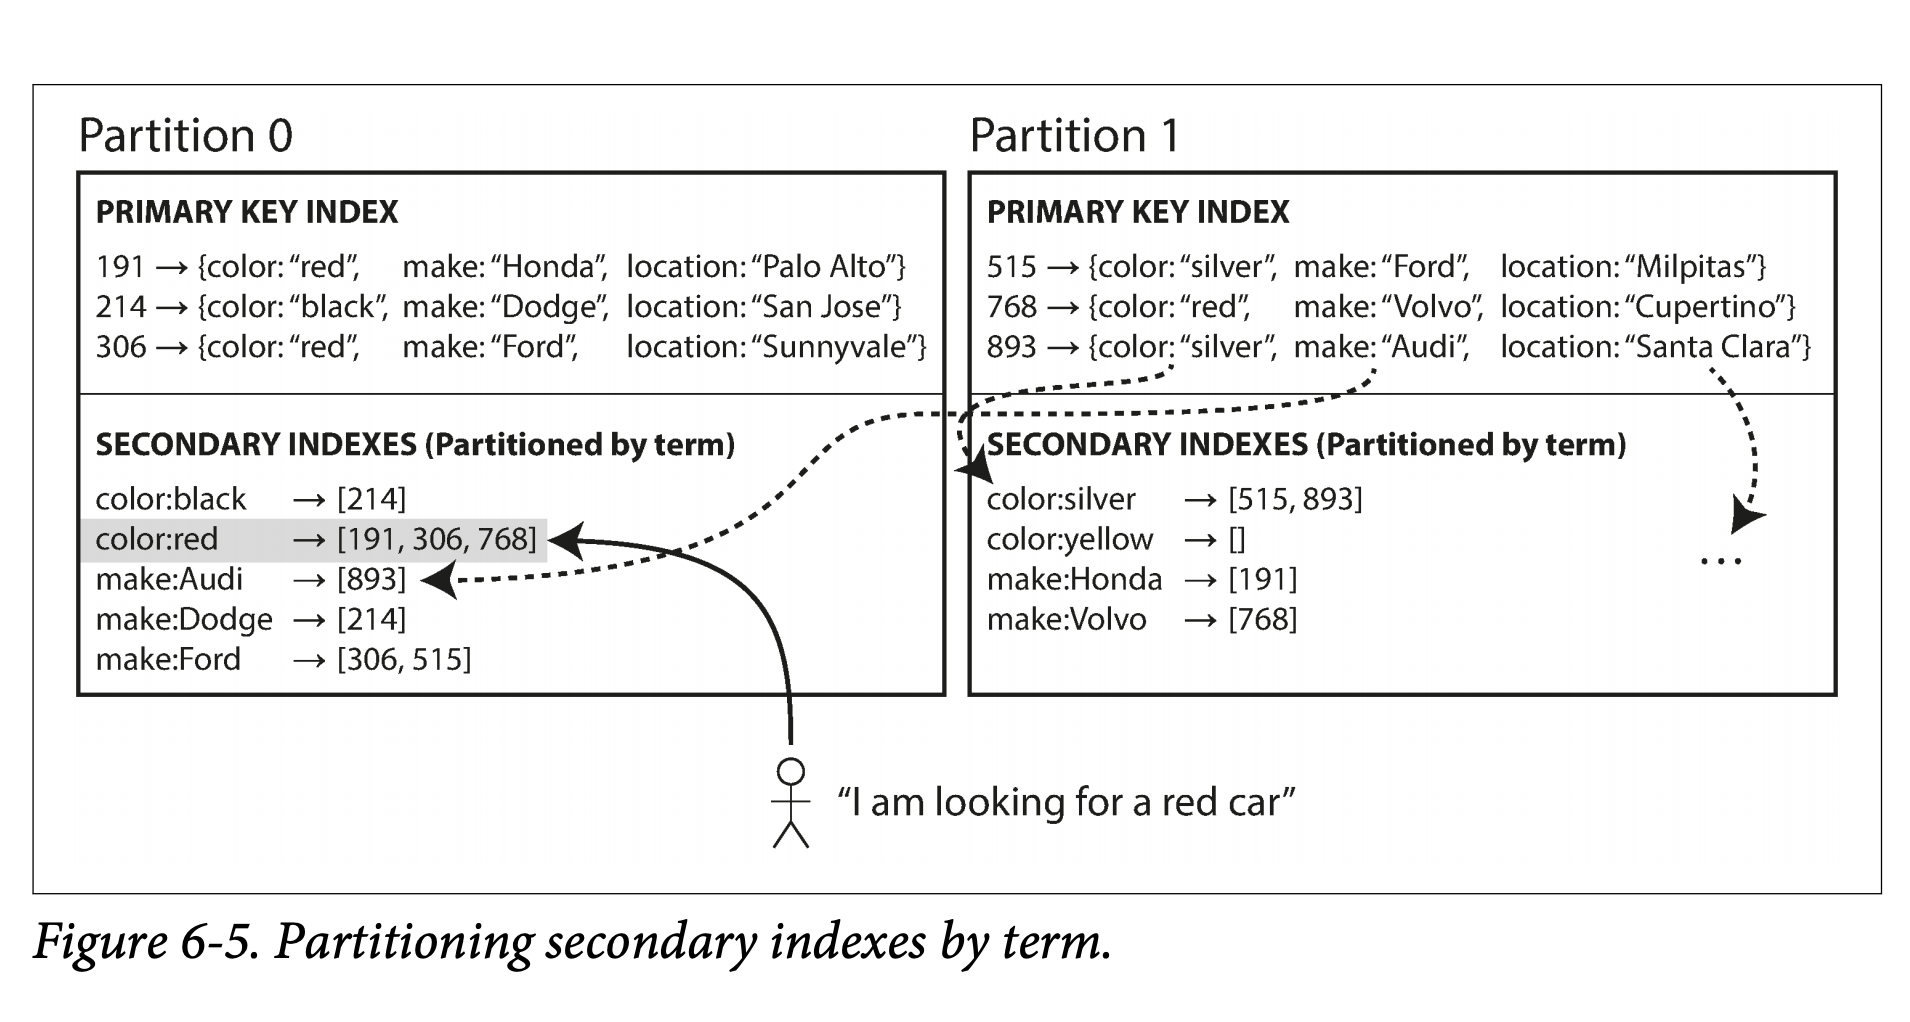 Partition 0
PRIMARY KEY INDEX
191 → {color: “red”, make: “Honda”, location: “Palo Alto”}
214 → {color: “black”, make: “Dodge”, location: “San Jose”}
306 → {color: “red”, make: “Ford”, location: “Sunnyvale”}
SECONDARY INDEXES (Partitioned by term)
color:black → [214]
color:red → [191, 306, 768]
make:Audi → [893]
make:Dodge → [214]
make:Ford → [306, 515]
Partition 1
PRIMARY KEY INDEX
515 → {color: “silver”, make: “Ford”, location: “Milpitas”}
768 → {color: “red”, make: “Volvo”, location: “Cupertino”}
893 → {color: “silver”, make: “Audi”, location: “Santa Clara”}
SECONDARY INDEXES (Partitioned by term)
color:silver → [515, 893]
color:yellow → []
make:Honda → [191]
make:Volvo → [768]
...
“I am looking for a red car”
Figure 6-5. Partitioning secondary indexes by term.